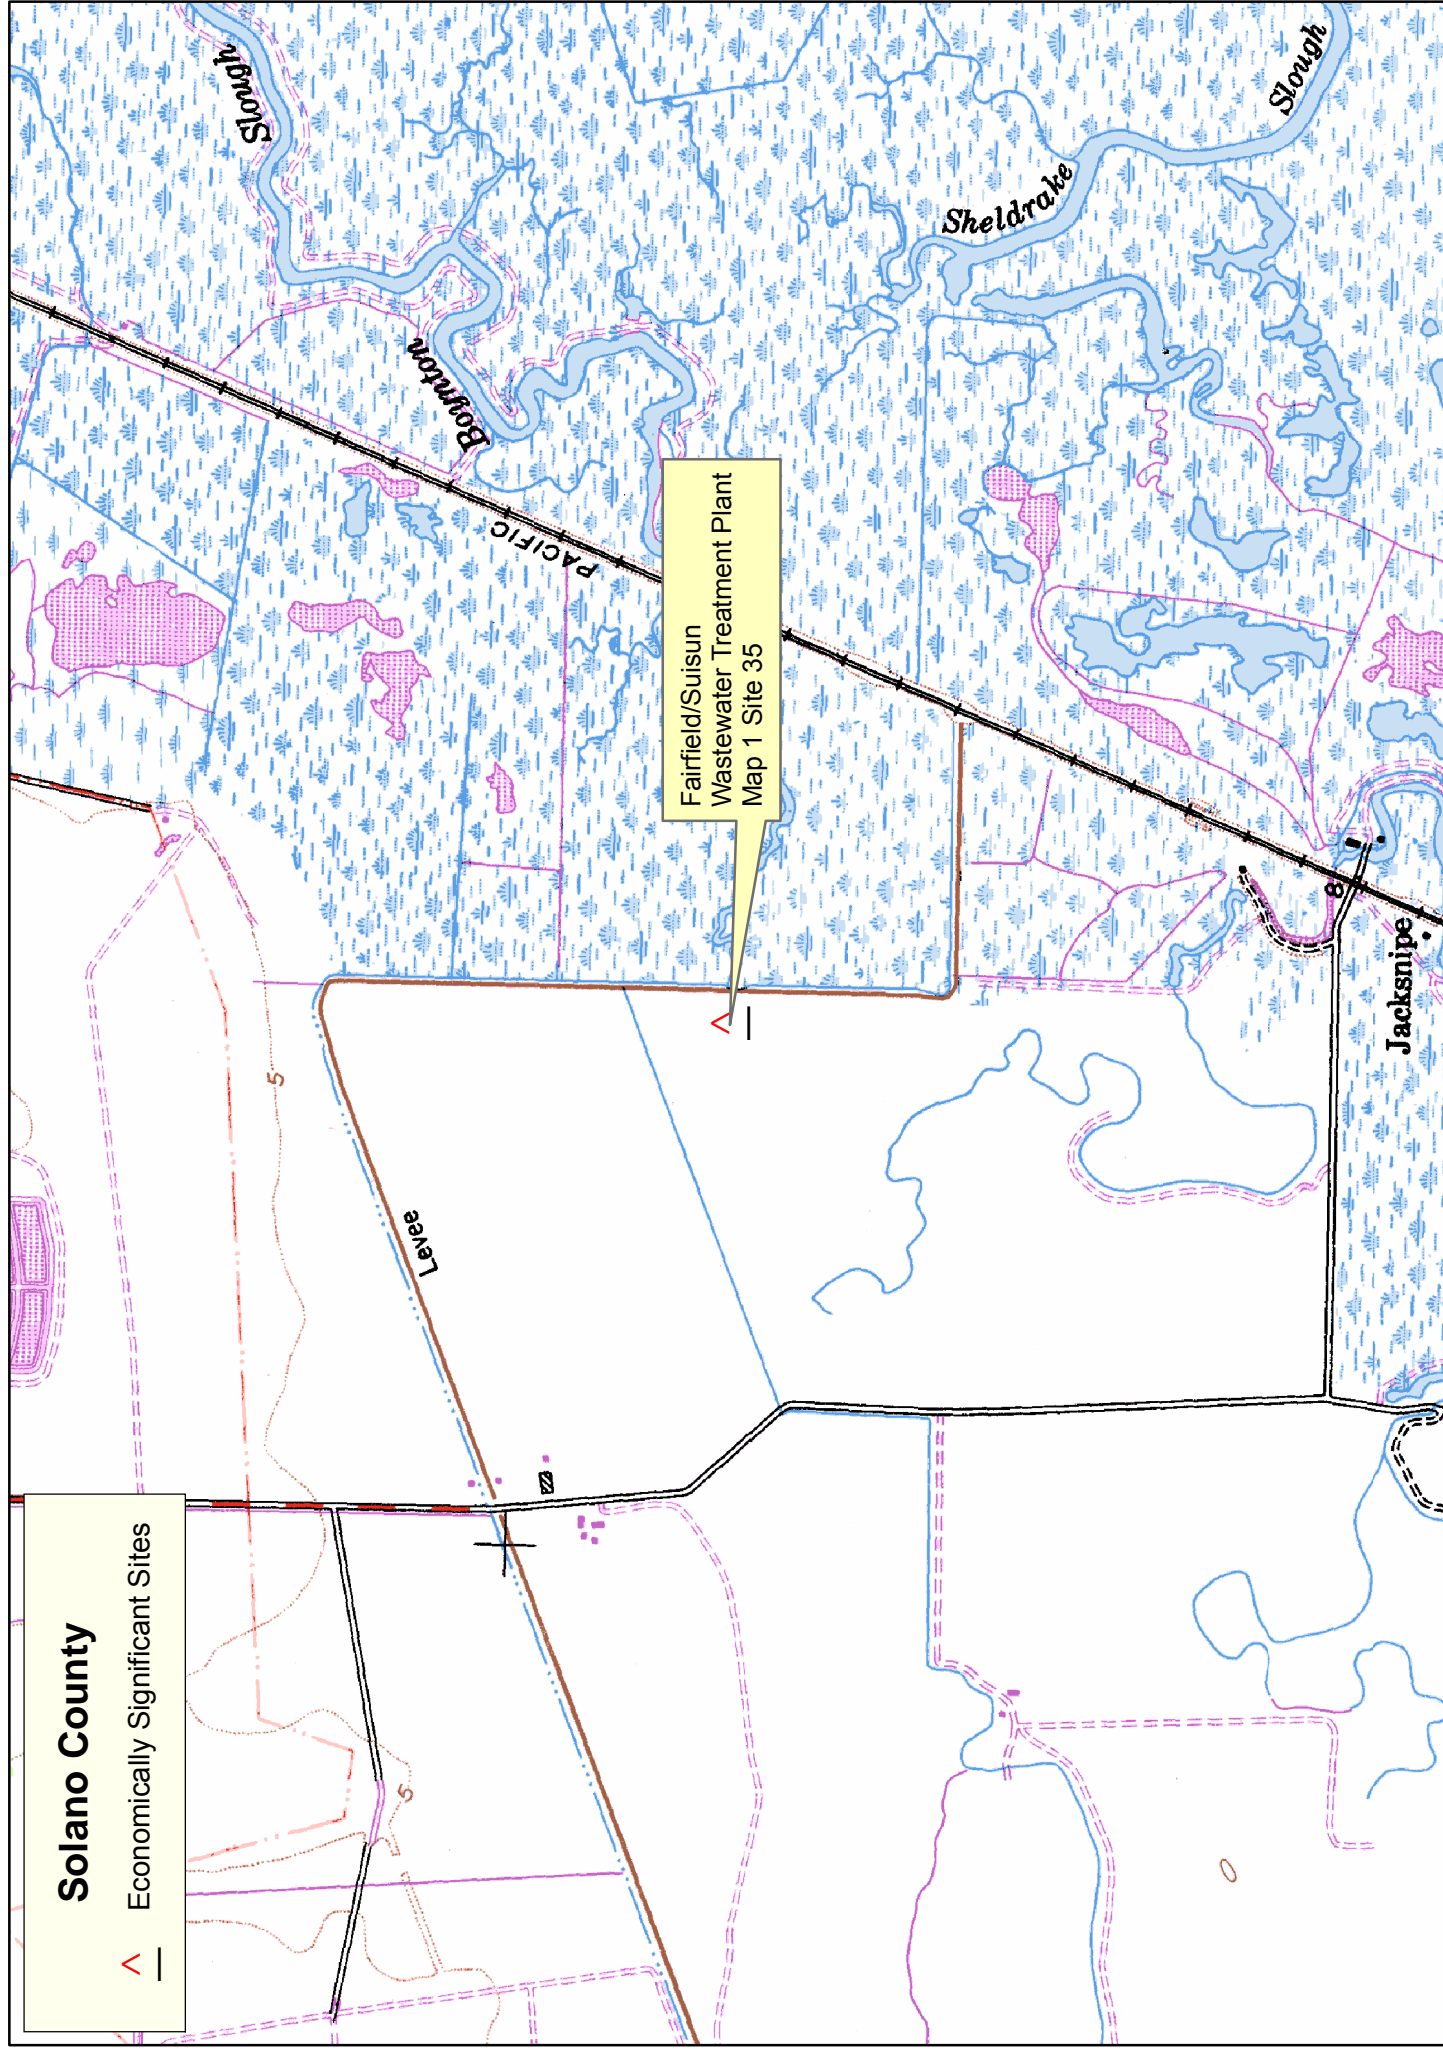 Solano County
Economically Significant Sites
Slough
Boynton
PACIFIC
Fairfield/Suisun
Wastewater Treatment Plant
Map 1 Site 35
Sheldrake
Slough
Levee
5
5
8
Jacksnipe
0